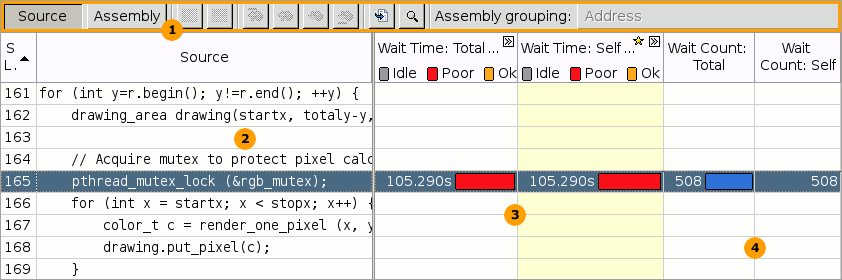 Source Assembly Assembly grouping: Address
1
S L. Source Wait Time: Total... Wait Time: Self ... Wait Count: Total Wait Count: Self
Idle Poor Ok Idle Poor Ok
161 for (int y=r.begin(); y!=r.end(); ++y) {
162 drawing_area drawing(startx, totaly-y,
163 2
164 // Acquire mutex to protect pixel calc
165 pthread_mutex_lock (&rgb_mutex); 105.290s 105.290s 508 508
166 for (int x = startx; x < stopx; x++) {
167 color_t c = render_one_pixel (x, y 3
168 drawing.put_pixel(c); 4
169 }